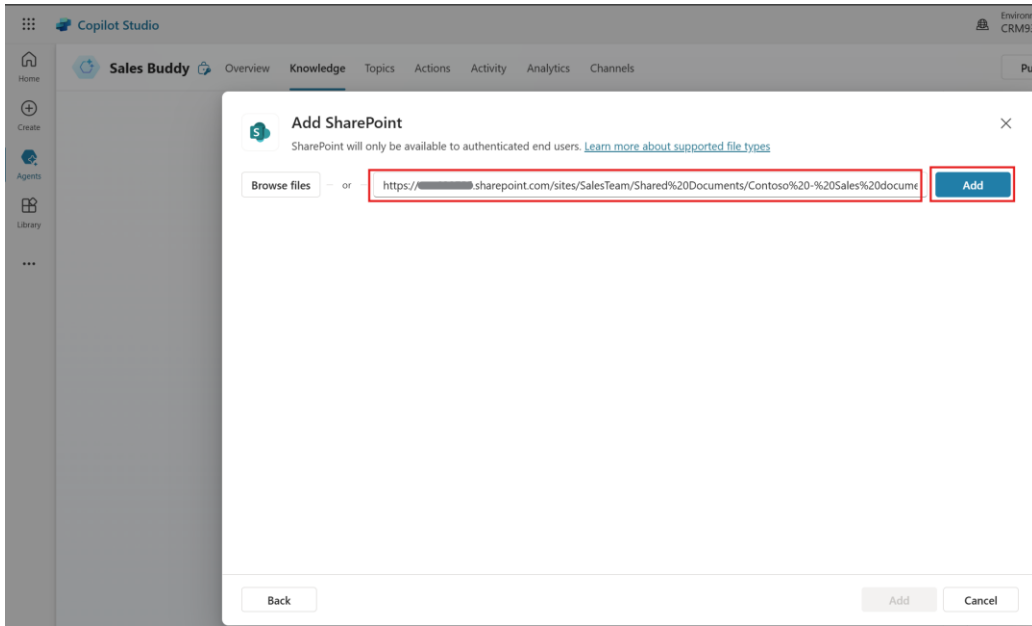 Copilot Studio
Environ
CRM93
Home
Create
Agents
Library
Sales Buddy Overview Knowledge Topics Actions Activity Analytics Channels
Pu
Add SharePoint
SharePoint will only be available to authenticated end users. Learn more about supported file types
Browse files or https:// .sharepoint.com/sites/SalesTeam/Shared%20Documents/Contoso%20-%20Sales%20docume Add
Back Add Cancel